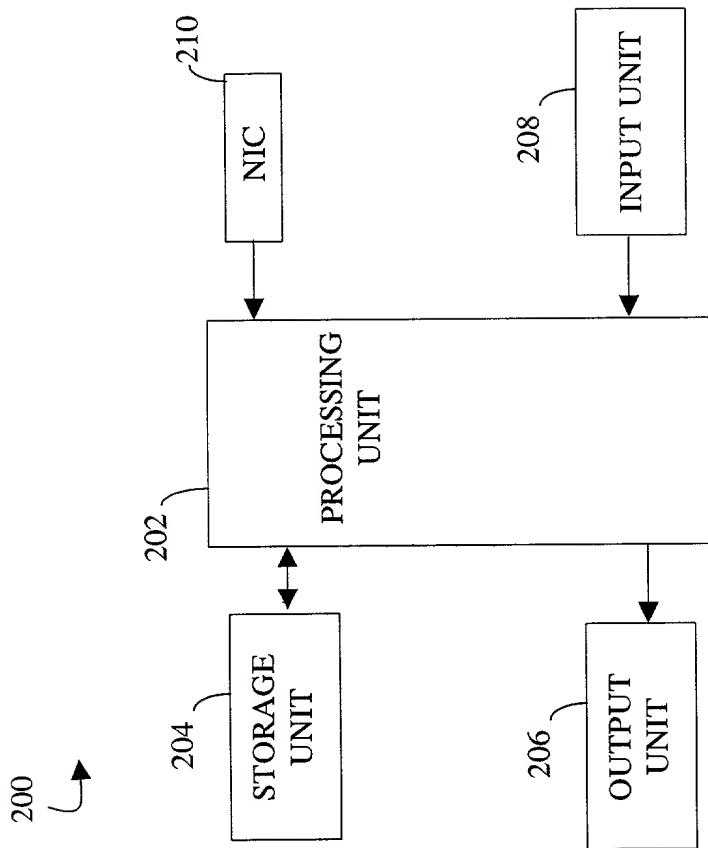 200
204
STORAGE
UNIT
202
PROCESSING
UNIT
210
NIC
206
OUTPUT
UNIT
208
INPUT UNIT